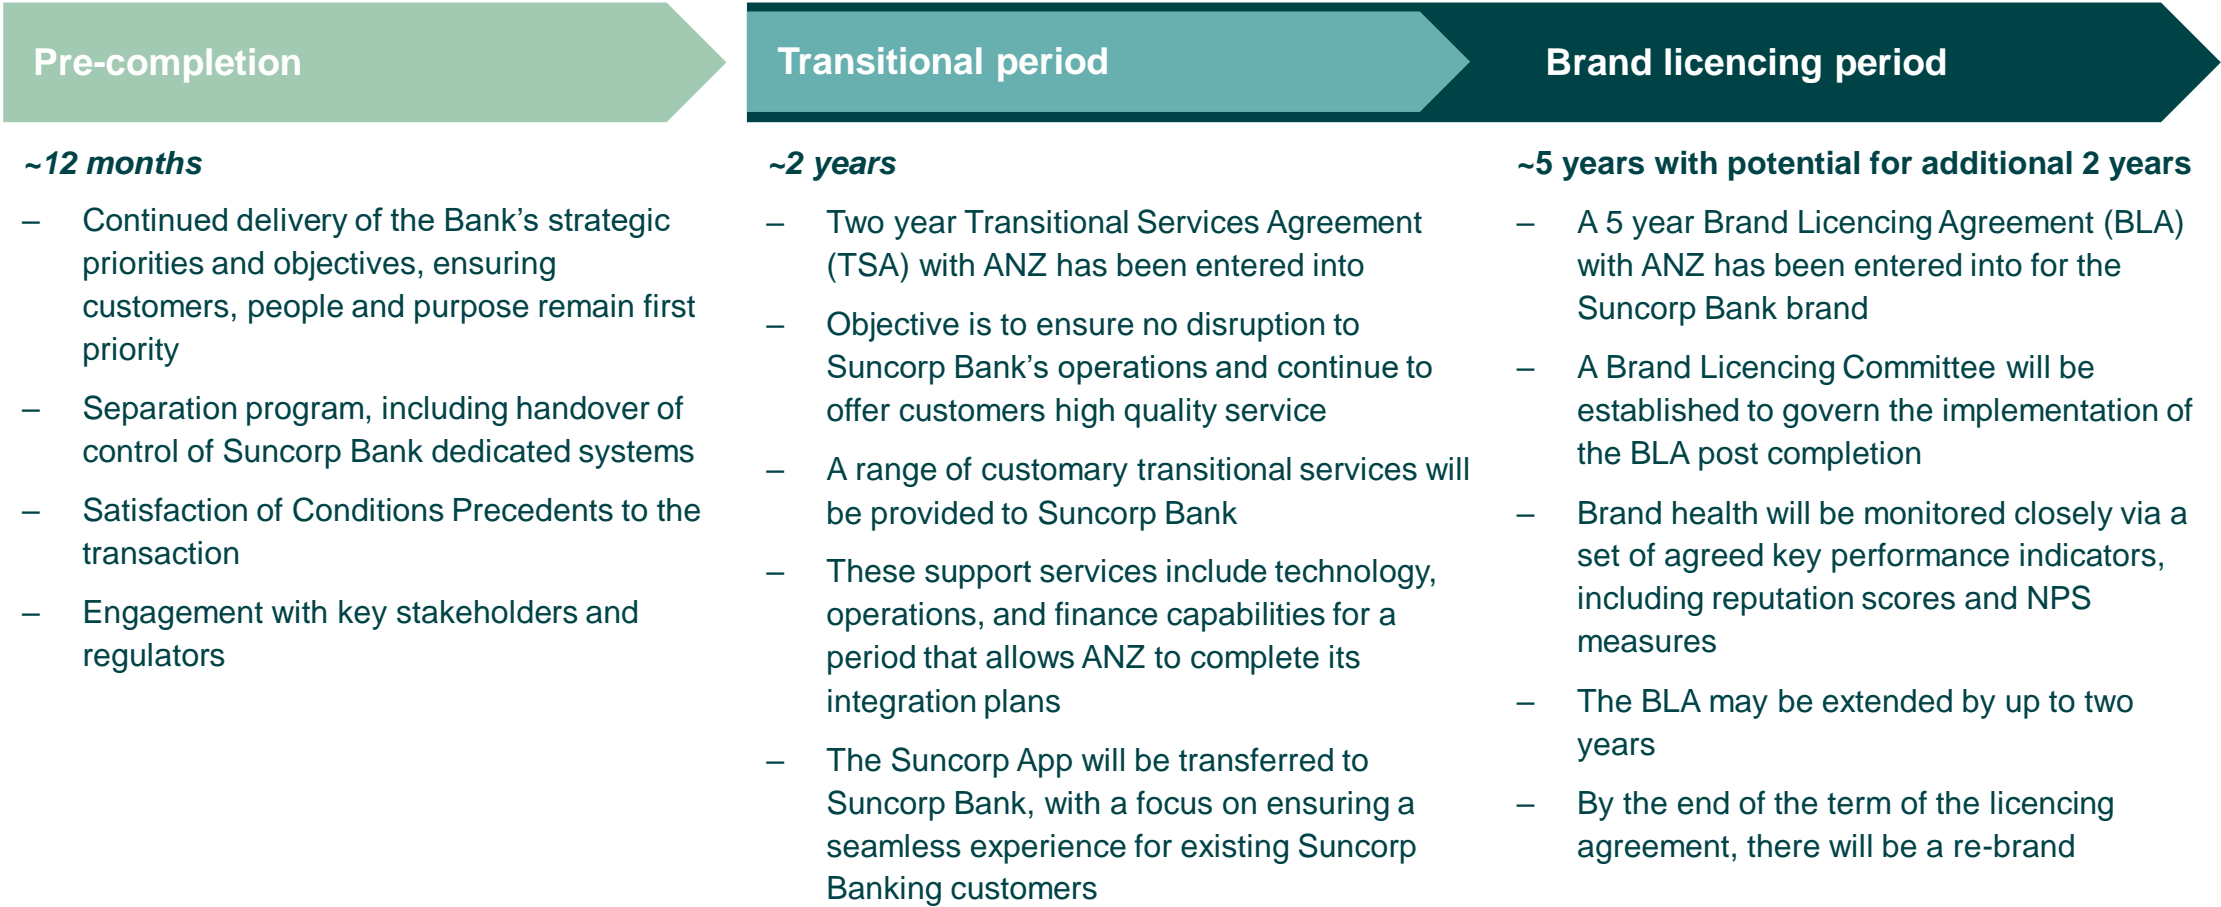 Pre-completion
~12 months
– Continued delivery of the Bank’s strategic
priorities and objectives, ensuring
customers, people and purpose remain first
priority
– Separation program, including handover of
control of Suncorp Bank dedicated systems
– Satisfaction of Conditions Precedents to the
transaction
– Engagement with key stakeholders and
regulators
Transitional period
~2 years
– Two year Transitional Services Agreement
(TSA) with ANZ has been entered into
– Objective is to ensure no disruption to
Suncorp Bank’s operations and continue to
offer customers high quality service
– A range of customary transitional services will
be provided to Suncorp Bank
– These support services include technology,
operations, and finance capabilities for a
period that allows ANZ to complete its
integration plans
– The Suncorp App will be transferred to
Suncorp Bank, with a focus on ensuring a
seamless experience for existing Suncorp
Banking customers
Brand licencing period
~5 years with potential for additional 2 years
– A 5 year Brand Licencing Agreement (BLA)
with ANZ has been entered into for the
Suncorp Bank brand
– A Brand Licencing Committee will be
established to govern the implementation of
the BLA post completion
– Brand health will be monitored closely via a
set of agreed key performance indicators,
including reputation scores and NPS
measures
– The BLA may be extended by up to two
years
– By the end of the term of the licencing
agreement, there will be a re-brand